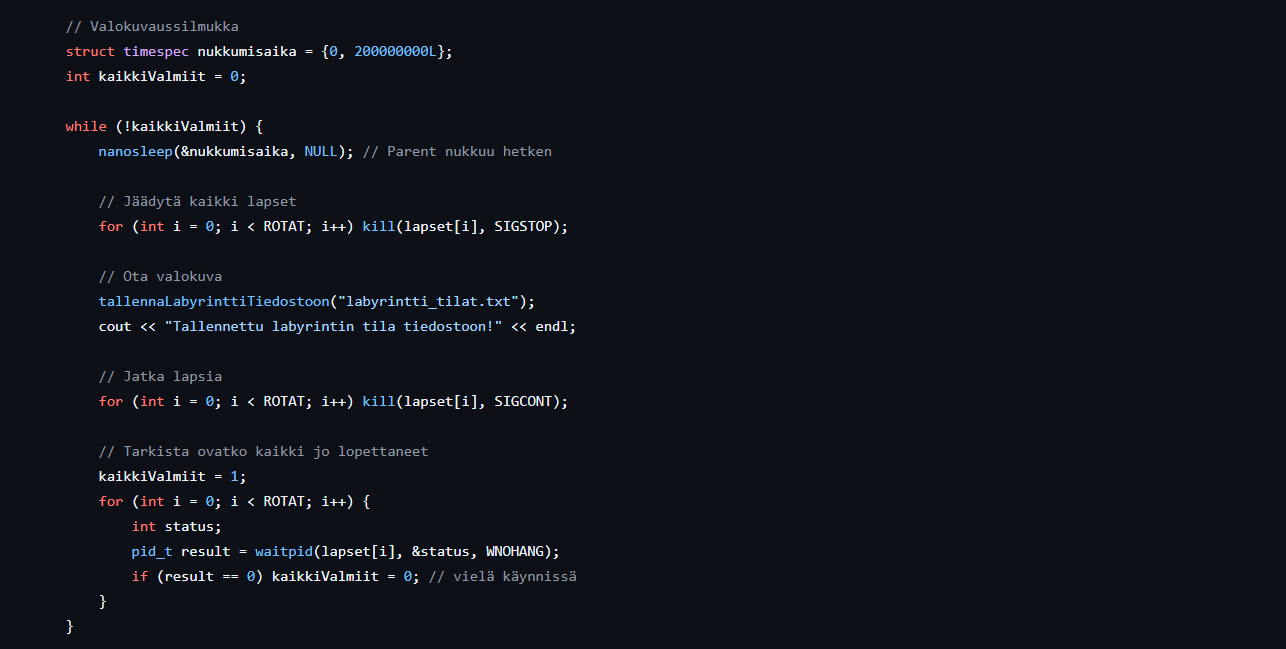 // Valokuvaussilmukka
struct timespec nukkumisaika = {0, 200000000L};
int kaikkiValmiit = 0;
while (!kaikkiValmiit) {
nanosleep(&nukkumisaika, NULL); // Parent nukkuu hetken
// Jäädytä kaikki lapset
for (int i = 0; i < ROTAT; i++) kill(lapset[i], SIGSTOP);
// Ota valokuva
tallennaLabyrinttiTiedostoon("labyrintti_tilat.txt");
cout << "Tallennettu labyrintin tila tiedostoon!" << endl;
// Jatka lapsia
for (int i = 0; i < ROTAT; i++) kill(lapset[i], SIGCONT);
// Tarkista ovatko kaikki jo lopettaneet
kaikkiValmiit = 1;
for (int i = 0; i < ROTAT; i++) {
int status;
pid_t result = waitpid(lapset[i], &status, WNOHANG);
if (result == 0) kaikkiValmiit = 0; // vielä käynnissä
}
}